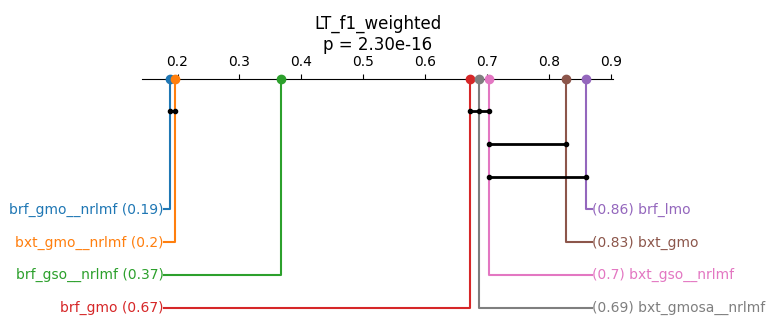 LT_f1_weighted
p = 2.30e-16
0.2 0.3 0.4 0.5 0.6 0.7 0.8 0.9
brf_gmo__nrlmf (0.19) (0.86) brf_lmo
bxt_gmo__nrlmf (0.2) (0.83) bxt_gmo
brf_gso__nrlmf (0.37) (0.7) bxt_gso__nrlmf
brf_gmo (0.67) (0.69) bxt_gmosa__nrlmf